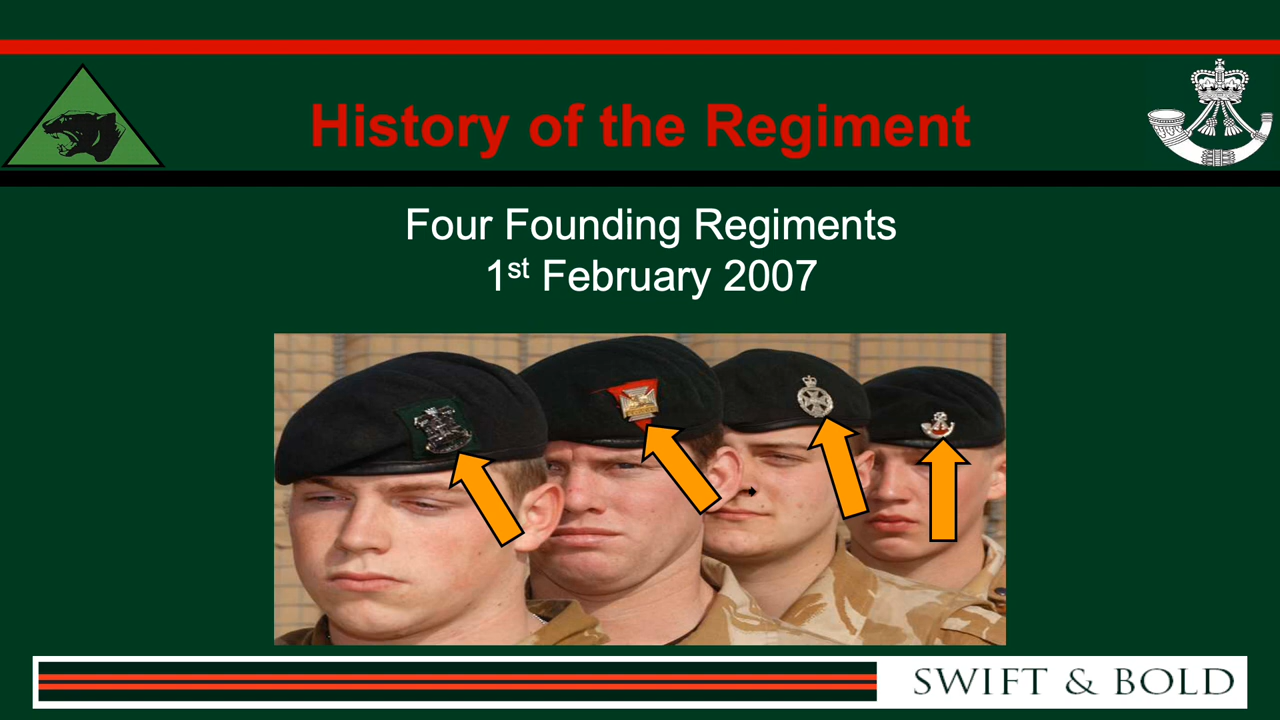 History of the Regiment
Four Founding Regiments
1st February 2007
SWIFT & BOLD